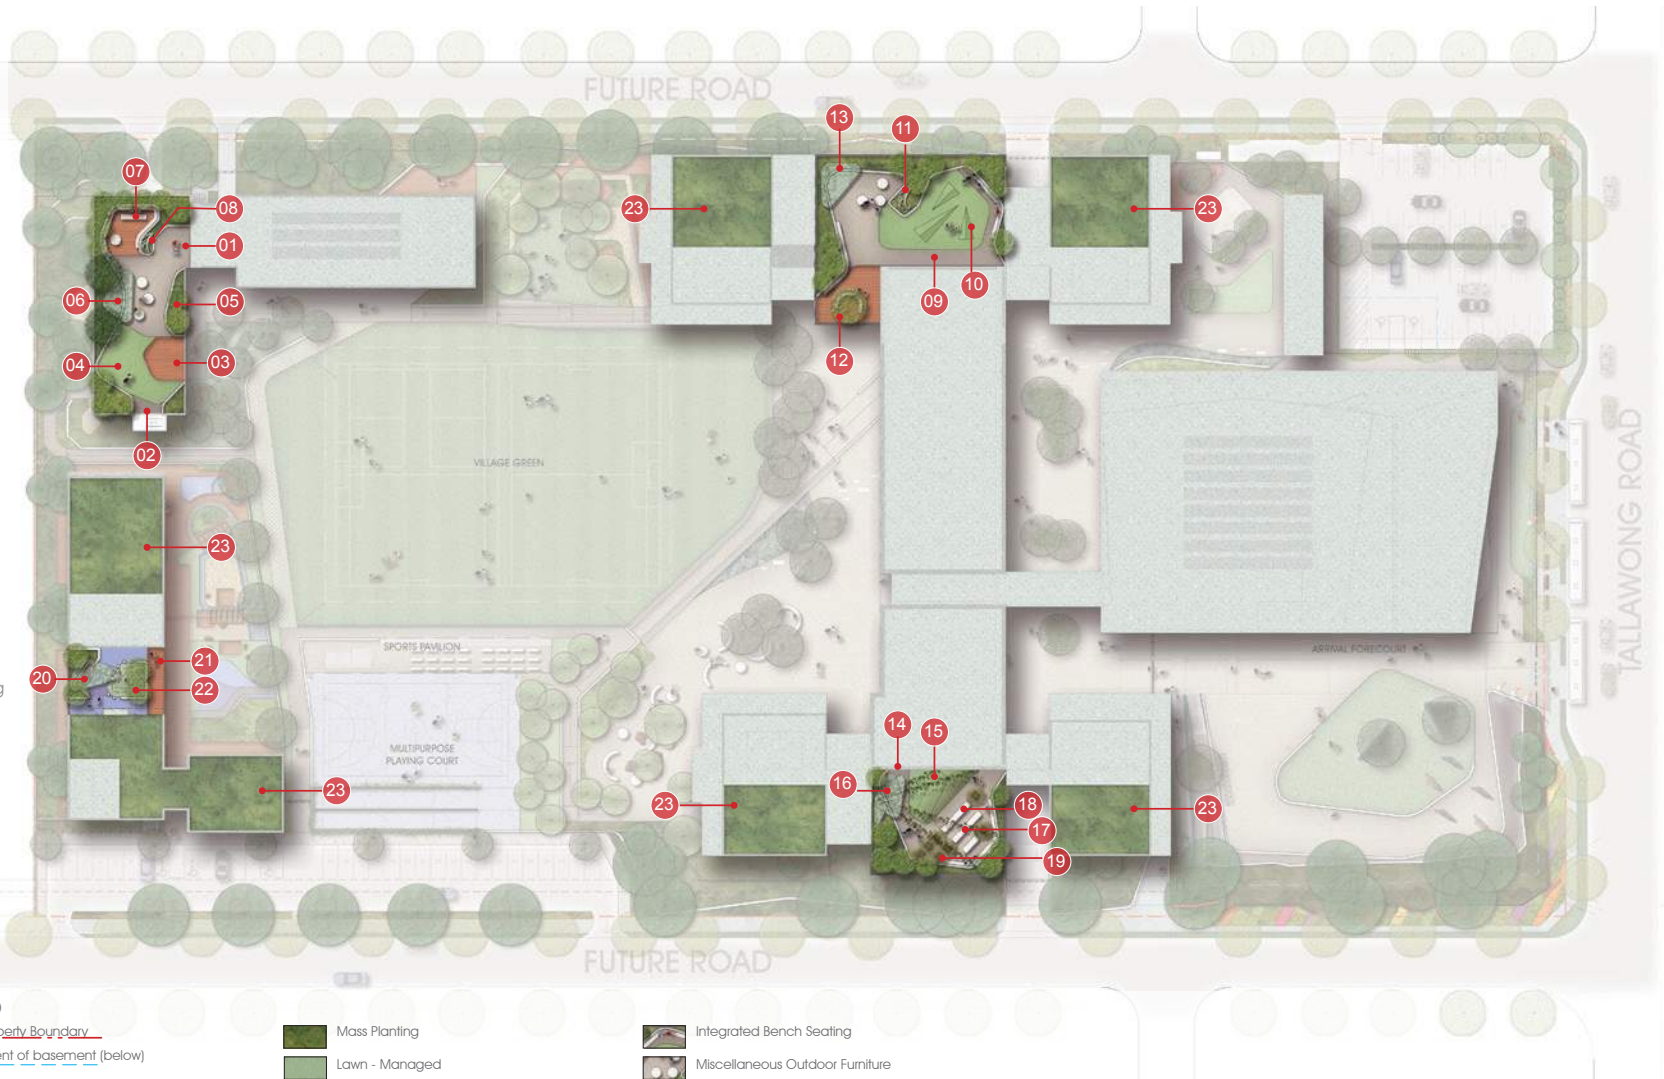 FUTURE ROAD
13
11
07
08
23
23
01
10
06
05
09
04
03
12
02
VILLAGE GREEN
TALLAWONG ROAD
23
SPORTS PAVILION
ARRIVAL FORECOURT
21
20
22
g
14
15
MULTIPURPOSE
PLAYING COURT
16
23
23
18
23
17
19
FUTURE ROAD
perty Boundary
Mass Planting
Integrated Bench Seating
ent of basement (below)
Lawn - Managed
Miscellaneous Outdoor Furniture